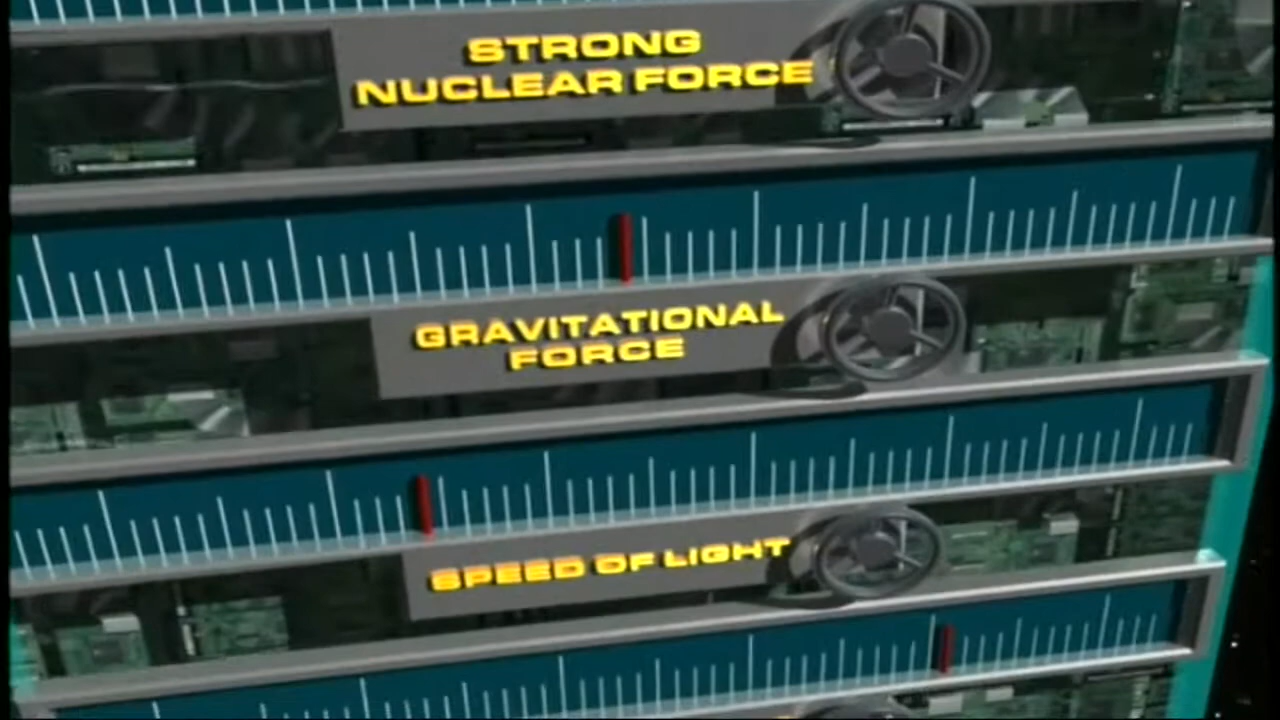 STRONG
NUCLEAR FORCE
GRAVITATIONAL
FORCE
SPEED OF LIGHT